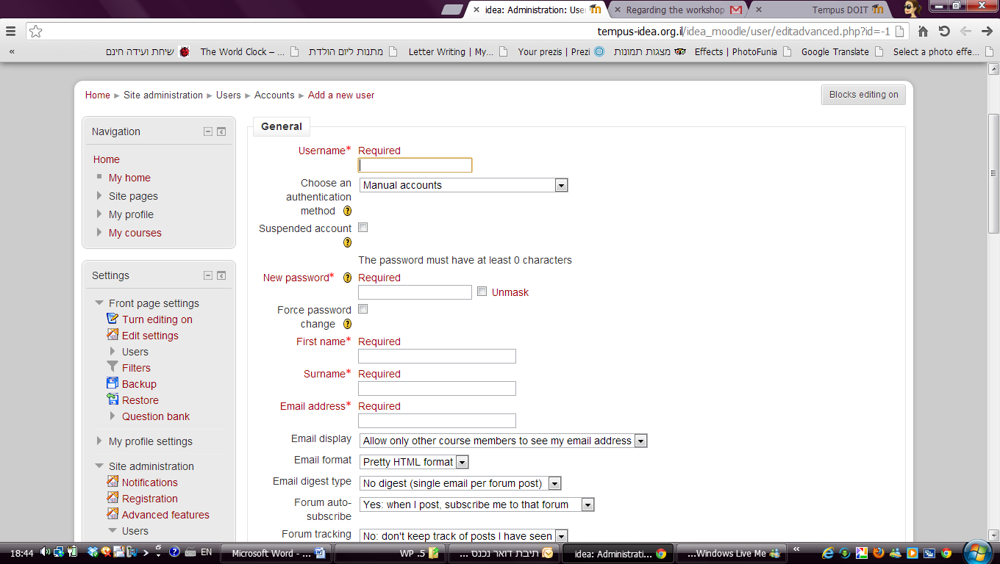 idea: Administration: User
Regarding the workshop
Tempus DOIT
tempus-idea.org.il/idea_moodle/user/editadvanced.php?id=-1
« שיחת ועידה חינם The World Clock – … מתנות ליום הולדת Letter Writing | My… Your prezis | Prezi מצגות תמונות Effects | PhotoFunia Google Translate Select a photo effe…
Home ► Site administration ► Users ► Accounts ► Add a new user
Blocks editing on
Navigation
Home
My home
Site pages
My profile
My courses
Settings
Front page settings
Turn editing on
Edit settings
Users
Filters
Backup
Restore
Question bank
My profile settings
Site administration
Notifications
Registration
Advanced features
Users
General
Username* Required
Choose an authentication method Manual accounts
Suspended account
The password must have at least 0 characters
New password* Required
Unmask
Force password change
First name* Required
Surname* Required
Email address* Required
Email display Allow only other course members to see my email address
Email format Pretty HTML format
Email digest type No digest (single email per forum post)
Forum auto-subscribe Yes: when I post, subscribe me to that forum
Forum tracking No: don't keep track of posts I have seen
18:44 EN Microsoft Word - ... WP .5 תיבת דואר נכנס ... idea: Administrati... ...Windows Live Me «